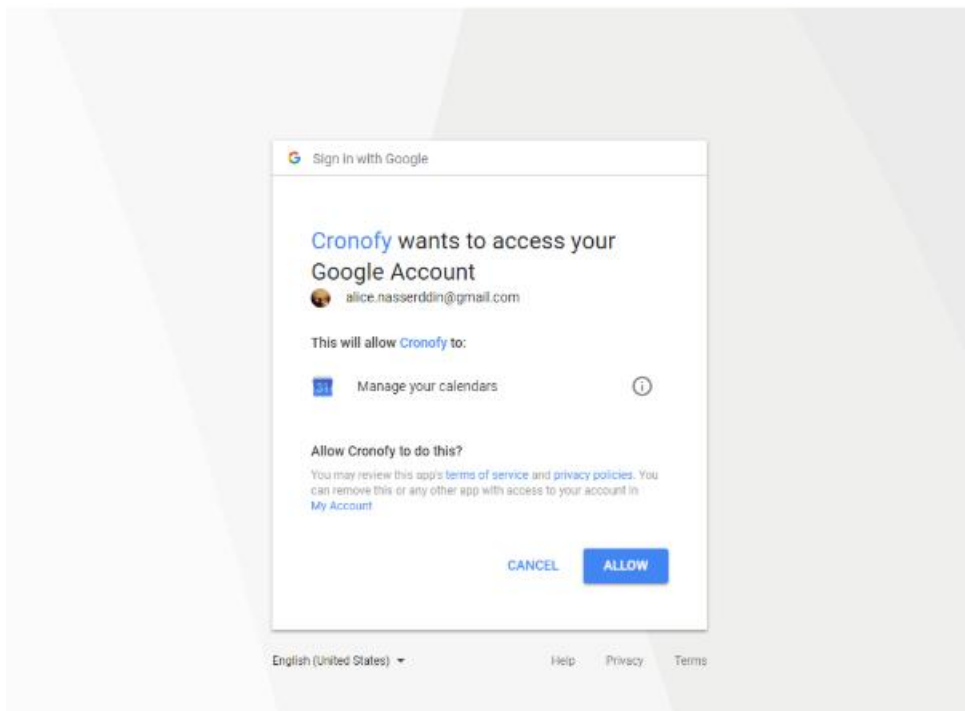 Sign in with Google
Cronofy wants to access your
Google Account
alice.nasserddin@gmail.com
This will allow Cronofy to:
31
Manage your calendars
Allow Cronofy to do this?
You may review this app's terms of service and privacy policies. You
can remove this or any other app with access to your account in
My Account
CANCEL
ALLOW
English (United States)
Help
Privacy
Terms